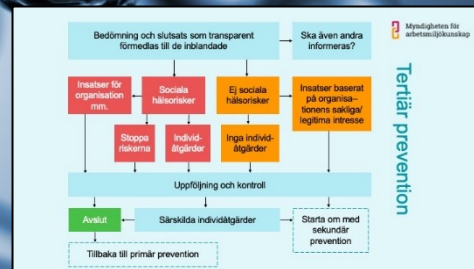 Bedömning och slutsats som transparent
förmedlas till de inblandade
Ska även andra
informeras?
Myndigheten för
arbetsmiljökunskap
Insatser för
organisation
mm.
Sociala
hälsorisker
Ej sociala
hälsorisker
Insatser baserat
på organisa–
tionens sakliga/
legitima intresse
Stoppa
riskerna
Individ-
åtgärder
Inga individ-
åtgärder
Tertiär prevention
Uppföljning och kontroll
Avslut
Särskilda individåtgärder
Starta om med
sekundär
prevention
Tillbaka till primär prevention